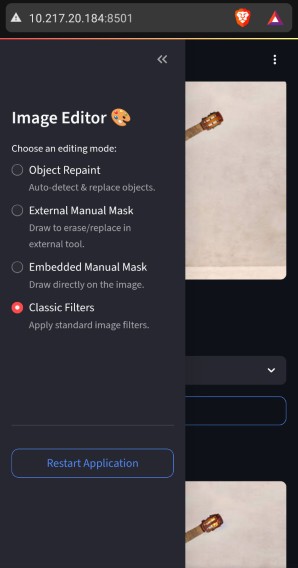 10.217.20.184:8501
Image Editor 🎨
Choose an editing mode:
Object Repaint
Auto-detect & replace objects.
External Manual Mask
Draw to erase/replace in
external tool.
Embedded Manual Mask
Draw directly on the image.
Classic Filters
Apply standard image filters.
Restart Application